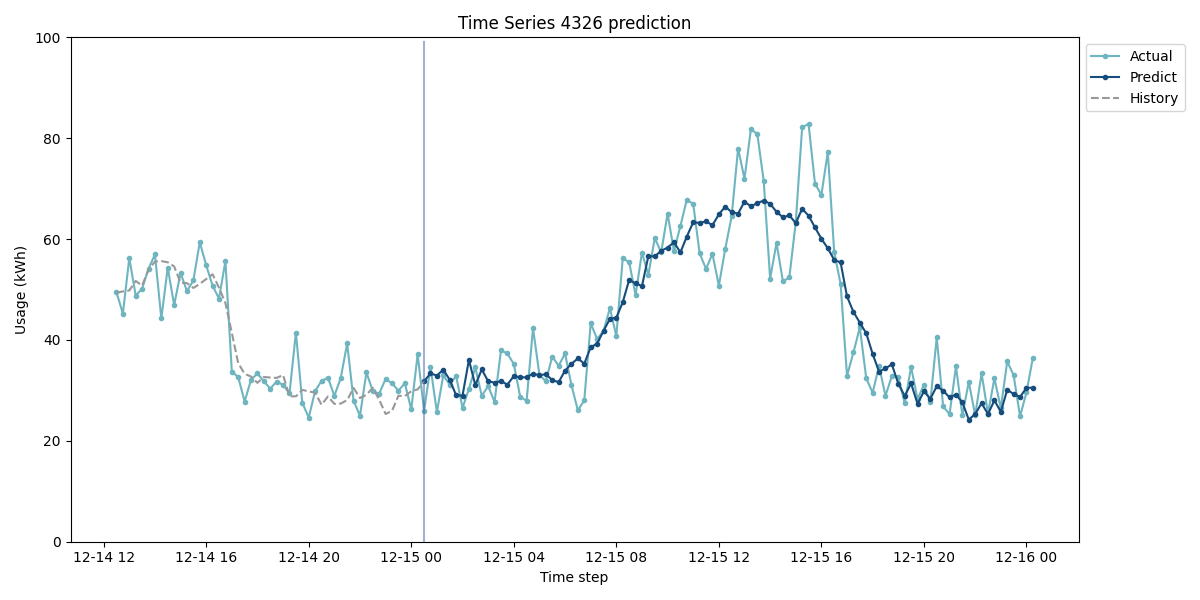 Time Series 4326 prediction
100
80
60
40
20
0
Usage (kWh)
12-14 12
12-14 16
12-14 20
12-15 00
12-15 04
12-15 08
12-15 12
12-15 16
12-15 20
12-16 00
Time step
Actual
Predict
History